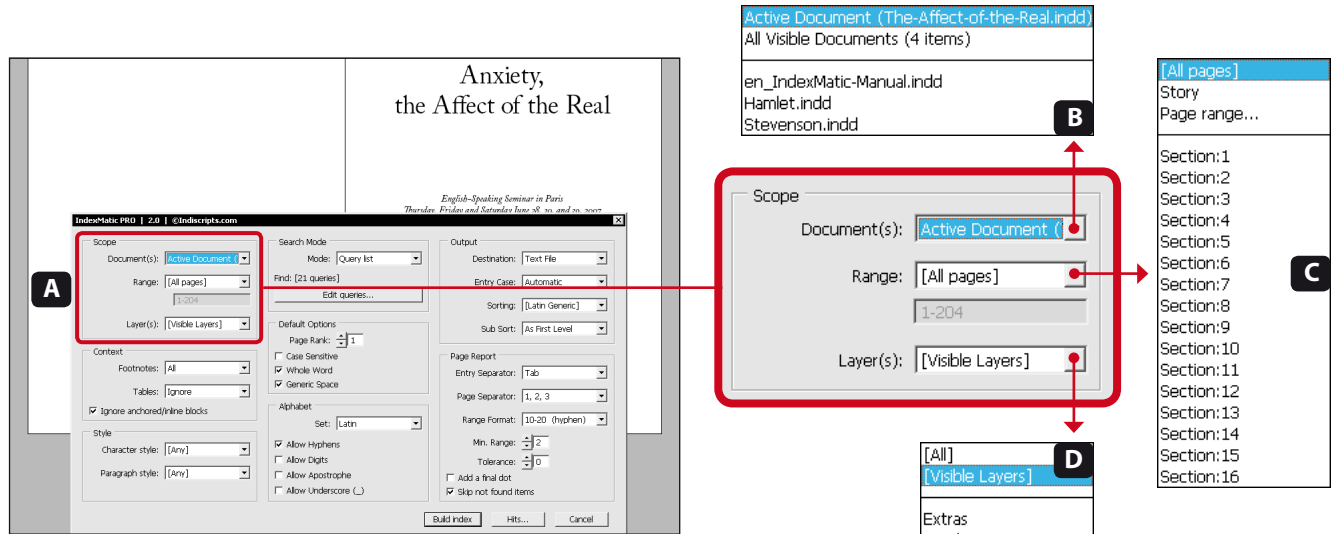 Anxiety,
the Affect of the Real
English-Speaking Seminar in Paris
Thursday, Friday and Saturday June 28, 29, and 29, 2007
IndexMatic PRO | 2.0 | ©Indiscripts.com
A
Scope
Document(s): Active Document (
Range: [All pages]
1-204
Layer(s): [Visible Layers]
Context
Footnotes: All
Tables: Ignore
Ignore anchored/inline blocks
Style
Character style: [Any]
Paragraph style: [Any]
Search Mode
Mode: Query list
Find: [21 queries]
Edit queries...
Default Options
Page Rank: 1
Case Sensitive
Whole Word
Generic Space
Alphabet
Set: Latin
Allow Hyphens
Allow Digits
Allow Apostrophe
Allow Underscore (_)
Output
Destination: Text File
Entry Case: Automatic
Sorting: [Latin Generic]
Sub Sort: As First Level
Page Report
Entry Separator: Tab
Page Separator: 1, 2, 3
Range Format: 10-20 (hyphen)
Min. Range: 2
Tolerance: 0
Add a final dot
Skip not found items
Build index
Hits...
Cancel
Active Document (The-Affect-of-the-Real.indd)
All Visible Documents (4 items)
en_IndexMatic-Manual.indd
Hamlet.indd
Stevenson.indd
B
Scope
Document(s): Active Document (
Range: [All pages]
1-204
Layer(s): [Visible Layers]
[All]
[Visible Layers]
Extras
D
[All pages]
Story
Page range...
Section:1
Section:2
Section:3
Section:4
Section:5
Section:6
Section:7
Section:8
Section:9
Section:10
Section:11
Section:12
Section:13
Section:14
Section:15
Section:16
C